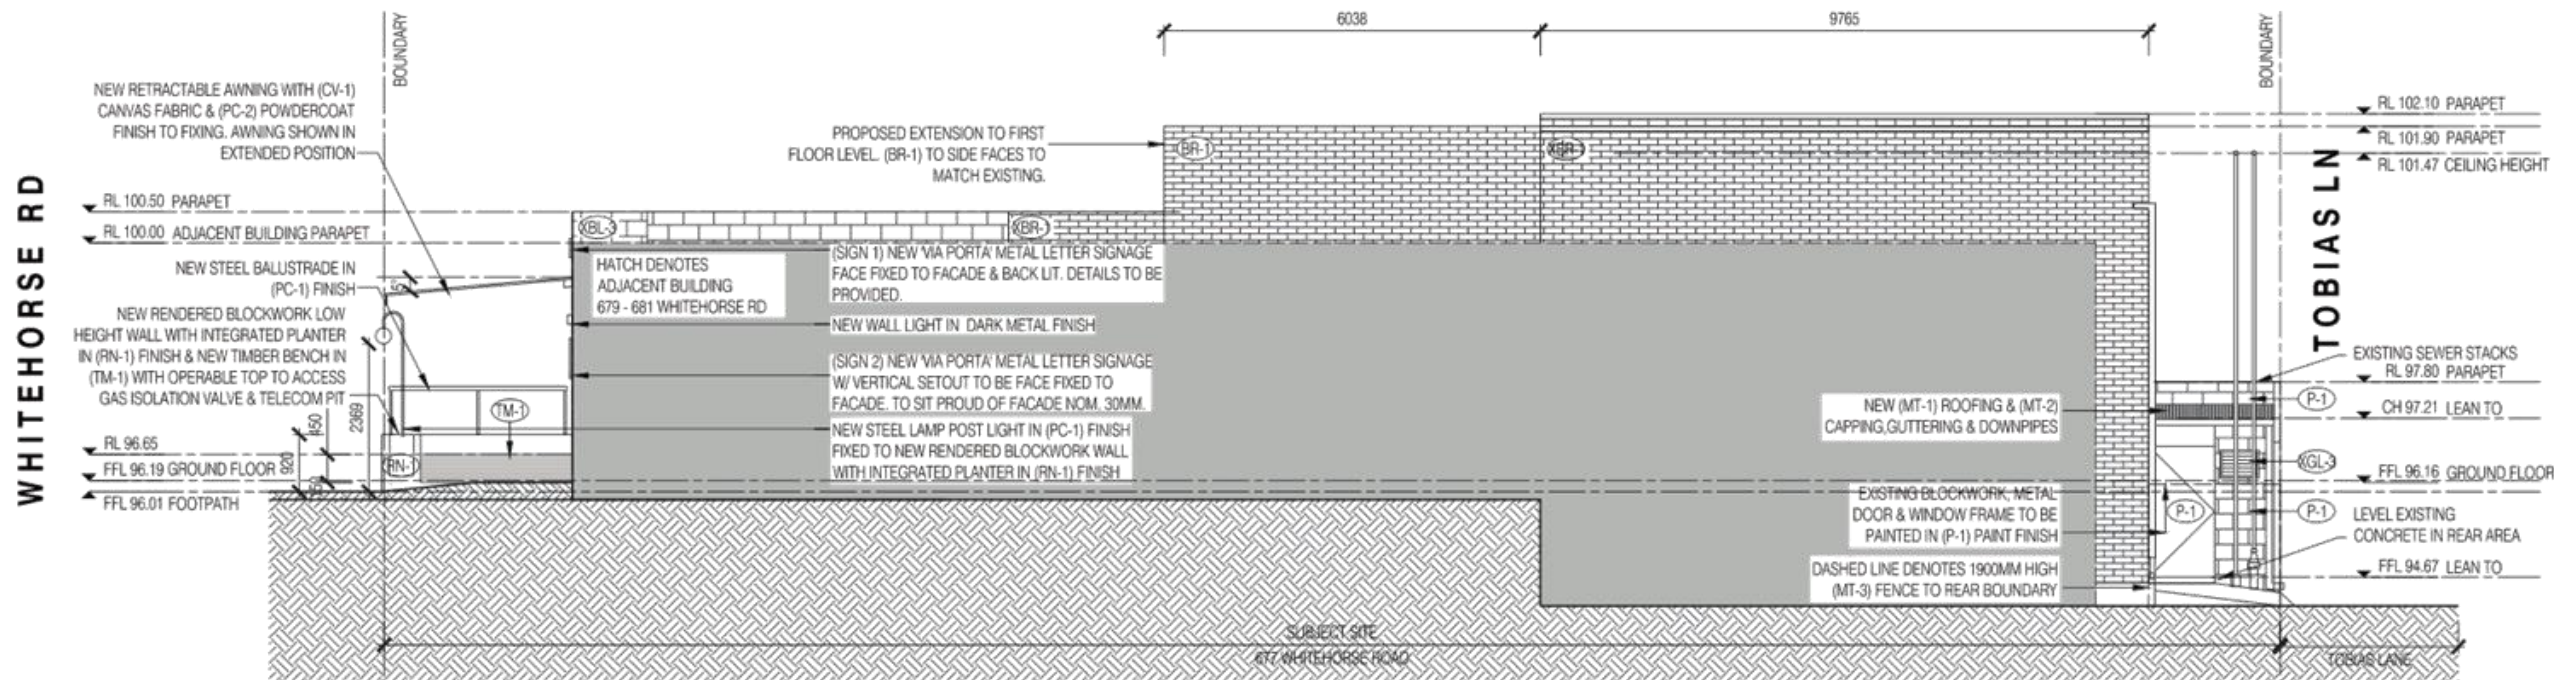 6038
9765
BOUNDARY
BOUNDARY
NEW RETRACTABLE AWNING WITH (CV-1)
CANVAS FABRIC & (PC-2) POWDERCOAT
FINISH TO FIXING. AWNING SHOWN IN
EXTENDED POSITION
PROPOSED EXTENSION TO FIRST
FLOOR LEVEL. (BR-1) TO SIDE FACES TO
MATCH EXISTING.
BR-1
XBR-1
RL 102.10 PARAPET
RL 101.90 PARAPET
RL 101.47 CEILING HEIGHT
WHITEHORSE RD
TOBIAS LN
RL 100.50 PARAPET
RL 100.00 ADJACENT BUILDING PARAPET
XBL-3
XBR-1
NEW STEEL BALUSTRADE IN
(PC-1) FINISH
5°
HATCH DENOTES
ADJACENT BUILDING
679 - 681 WHITEHORSE RD
(SIGN 1) NEW 'VIA PORTA' METAL LETTER SIGNAGE
FACE FIXED TO FACADE & BACK LIT. DETAILS TO BE
PROVIDED.
NEW RENDERED BLOCKWORK LOW
HEIGHT WALL WITH INTEGRATED PLANTER
IN (RN-1) FINISH & NEW TIMBER BENCH IN
(TM-1) WITH OPERABLE TOP TO ACCESS
GAS ISOLATION VALVE & TELECOM PIT
NEW WALL LIGHT IN DARK METAL FINISH
(SIGN 2) NEW 'VIA PORTA' METAL LETTER SIGNAGE
W/ VERTICAL SETOUT TO BE FACE FIXED TO
FACADE. TO SIT PROUD OF FACADE NOM. 30MM.
NEW STEEL LAMP POST LIGHT IN (PC-1) FINISH
FIXED TO NEW RENDERED BLOCKWORK WALL
WITH INTEGRATED PLANTER IN (RN-1) FINISH
TM-1
RN-1
2369
450
920
150
RL 96.65
FFL 96.19 GROUND FLOOR
FFL 96.01 FOOTPATH
NEW (MT-1) ROOFING & (MT-2)
CAPPING,GUTTERING & DOWNPIPES
EXISTING BLOCKWORK, METAL
DOOR & WINDOW FRAME TO BE
PAINTED IN (P-1) PAINT FINISH
DASHED LINE DENOTES 1900MM HIGH
(MT-3) FENCE TO REAR BOUNDARY
P-1
EXISTING SEWER STACKS
RL 97.80 PARAPET
P-1
CH 97.21 LEAN TO
XGL-3
FFL 96.16 GROUND FLOOR
P-1
LEVEL EXISTING
CONCRETE IN REAR AREA
FFL 94.67 LEAN TO
SUBJECT SITE
677 WHITEHORSE ROAD
TOBIAS LANE